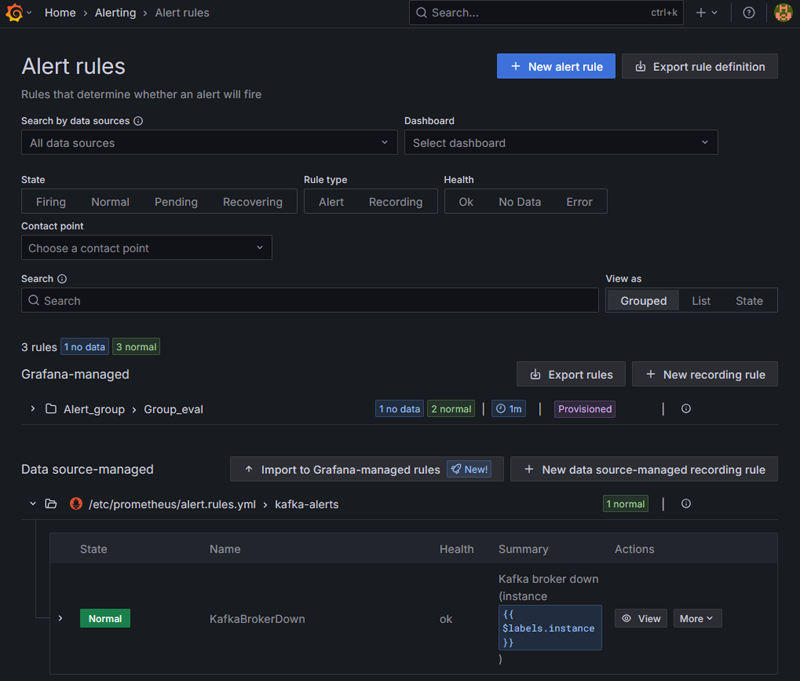 Home › Alerting › Alert rules
Search... ctrl+k
Alert rules
+ New alert rule
Export rule definition
Rules that determine whether an alert will fire
Search by data sources
Dashboard
All data sources
Select dashboard
State
Rule type
Health
Firing Normal Pending Recovering
Alert Recording
Ok No Data Error
Contact point
Choose a contact point
Search
View as
Search
Grouped List State
3 rules 1 no data 3 normal
Grafana-managed
Export rules
+ New recording rule
Alert_group › Group_eval
1 no data 2 normal | 1m | Provisioned |
Data source-managed
Import to Grafana-managed rules New!
+ New data source-managed recording rule
/etc/prometheus/alert.rules.yml › kafka-alerts
1 normal |
State Name Health Summary Actions
Normal
KafkaBrokerDown
ok
Kafka broker down
(instance
{{
$labels.instance
}}
)
View
More